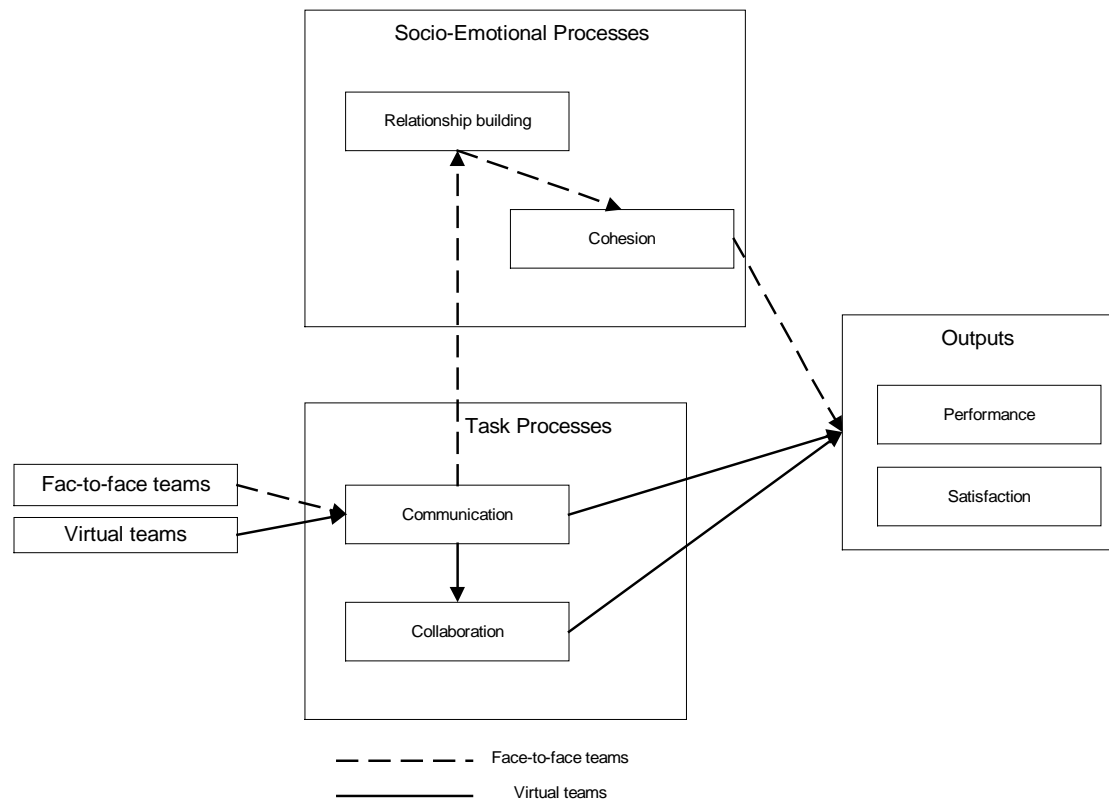 Socio-Emotional Processes
Relationship building
Cohesion
Outputs
Performance
Satisfaction
Task Processes
Fac-to-face teams
Virtual teams
Communication
Collaboration
Face-to-face teams
Virtual teams